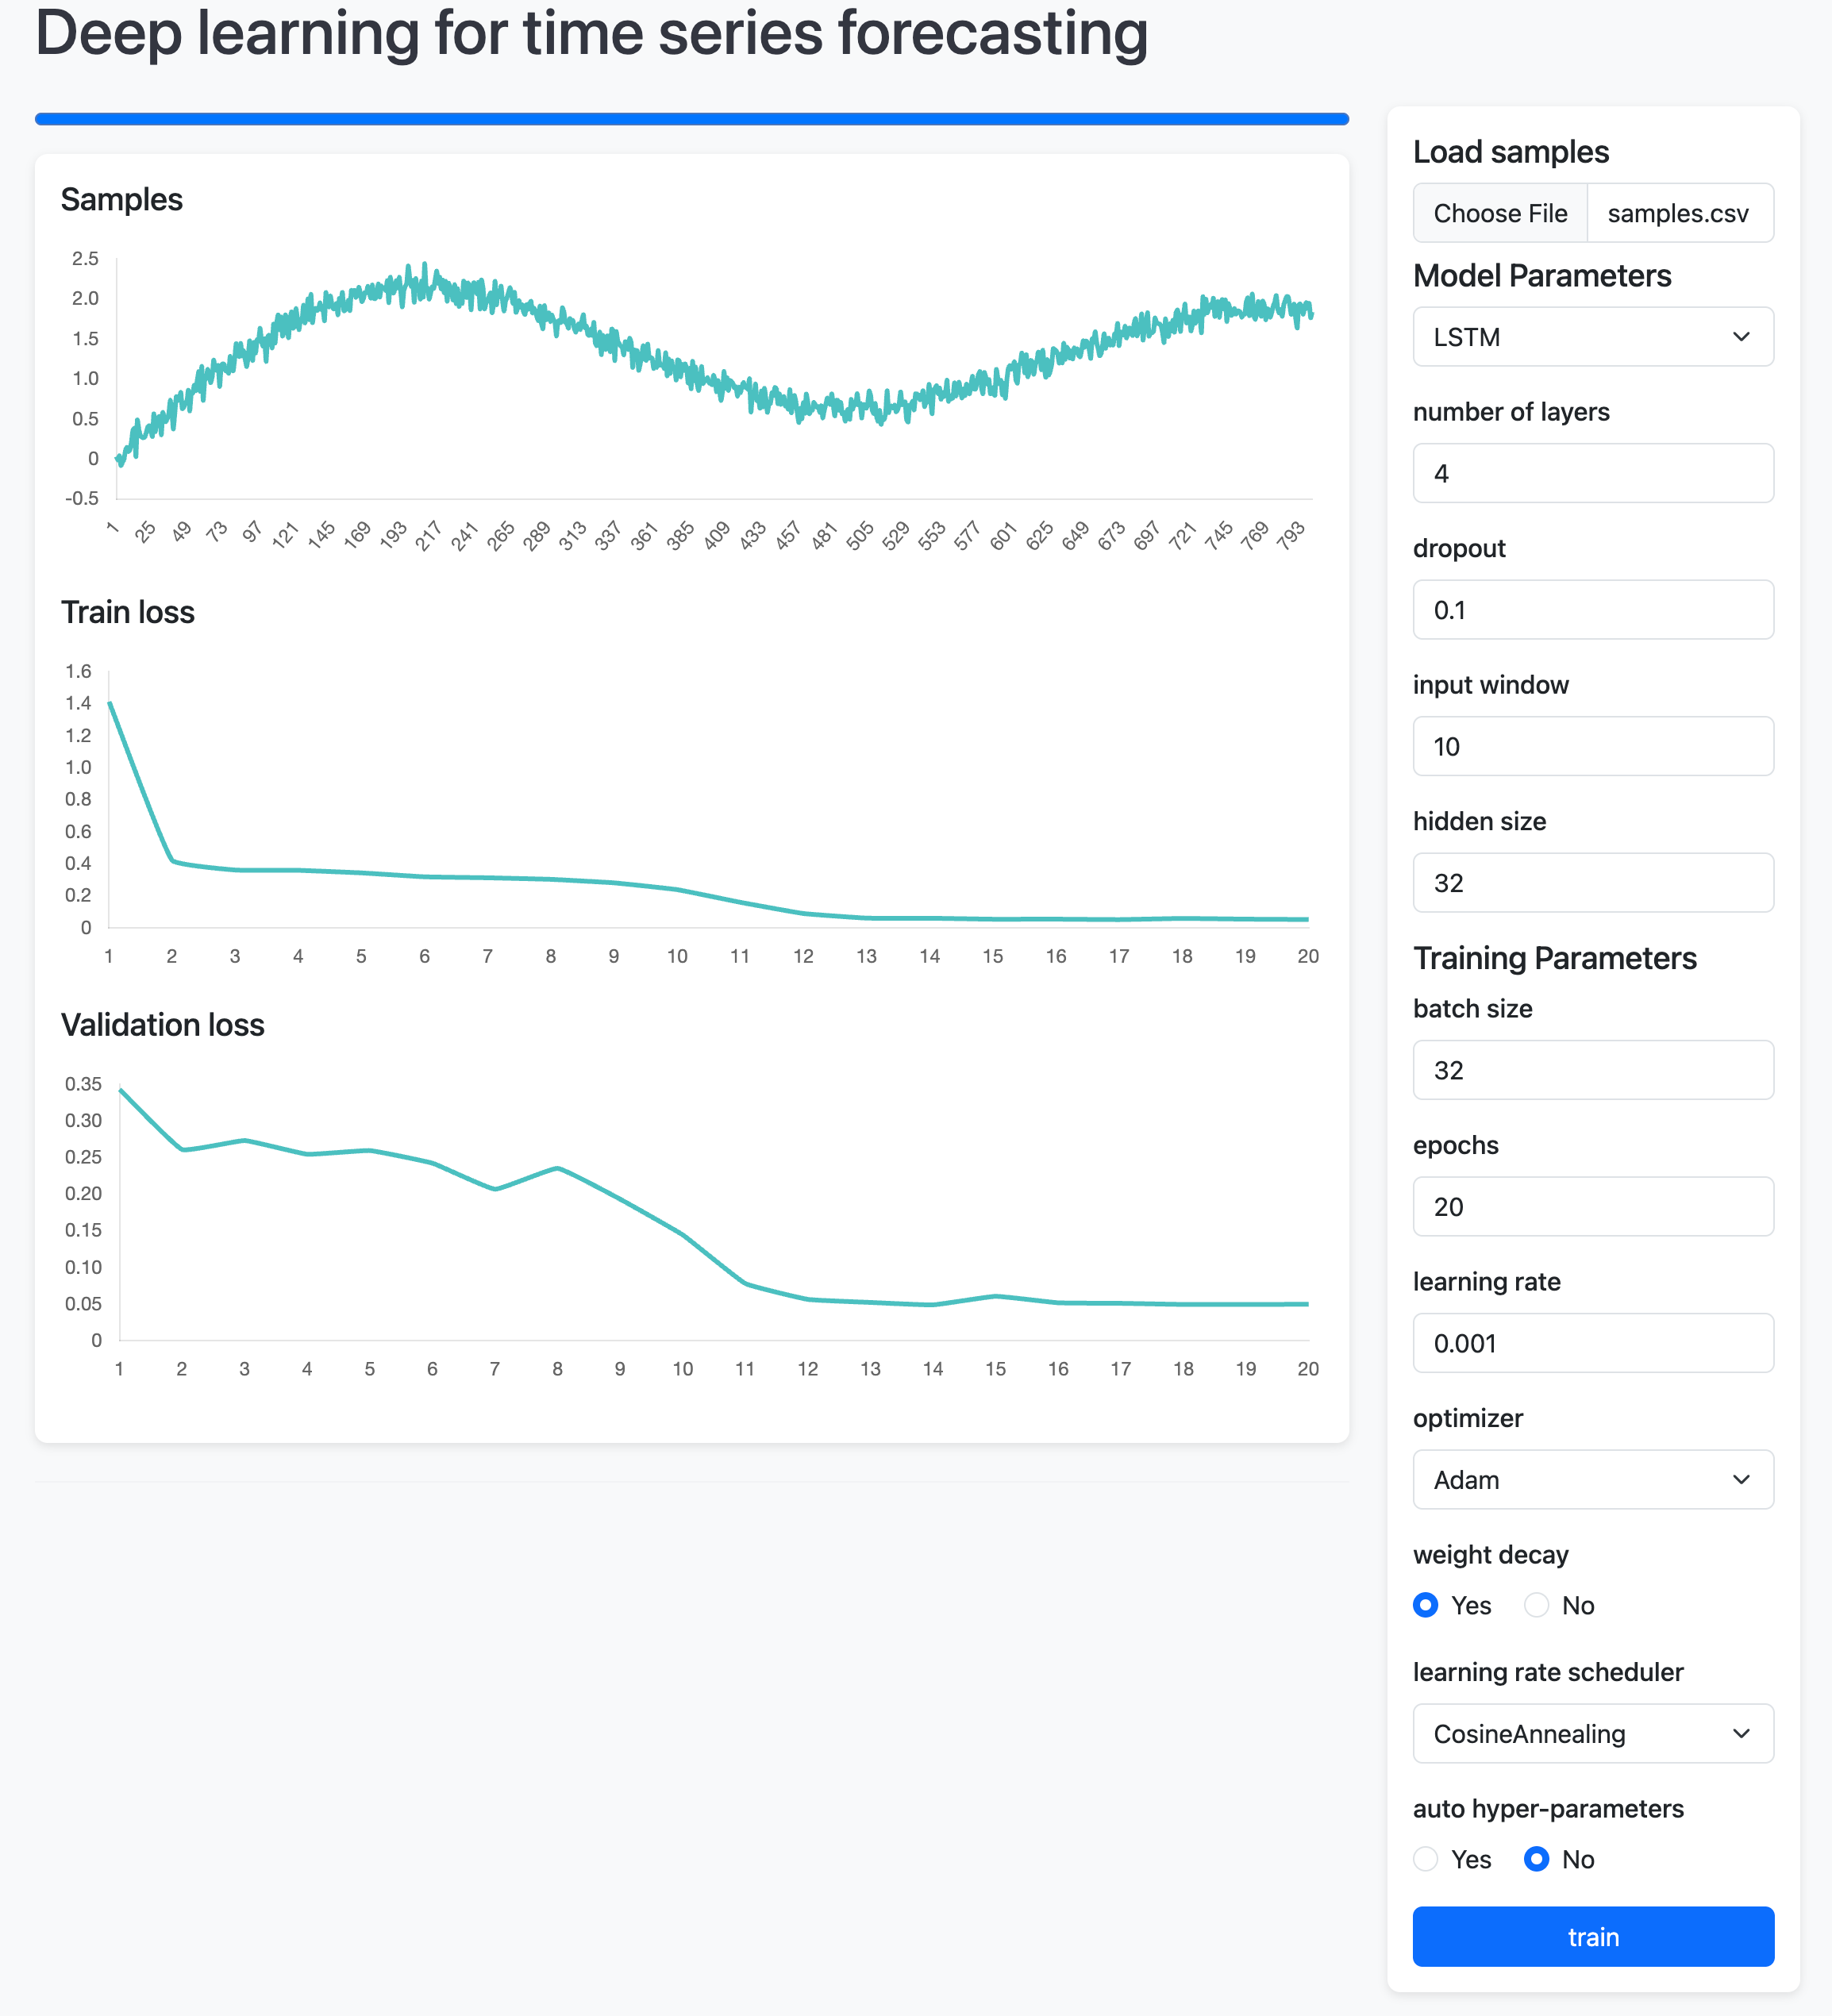 Deep learning for time series forecasting
Samples
2.5
2.0
1.5
1.0
0.5
0
-0.5
1 25 49 73 97 121 145 169 193 217 241 265 289 313 337 361 385 409 433 457 481 505 529 553 577 601 625 649 673 697 721 745 769 793
Train loss
1.6
1.4
1.2
1.0
0.8
0.6
0.4
0.2
0
1 2 3 4 5 6 7 8 9 10 11 12 13 14 15 16 17 18 19 20
Validation loss
0.35
0.30
0.25
0.20
0.15
0.10
0.05
0
1 2 3 4 5 6 7 8 9 10 11 12 13 14 15 16 17 18 19 20
Load samples
Choose File samples.csv
Model Parameters
LSTM
number of layers
4
dropout
0.1
input window
10
hidden size
32
Training Parameters
batch size
32
epochs
20
learning rate
0.001
optimizer
Adam
weight decay
Yes No
learning rate scheduler
CosineAnnealing
auto hyper-parameters
Yes No
train